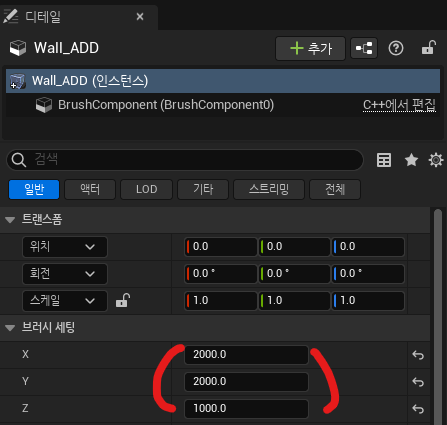 디테일
Wall_ADD
추가
Wall_ADD (인스턴스)
BrushComponent (BrushComponent0) C++에서 편집
검색
일반 액터 LOD 기타 스트리밍 전체
트랜스폼
위치 0.0 0.0 0.0
회전 0.0 ° 0.0 ° 0.0 °
스케일 1.0 1.0 1.0
브러시 세팅
X 2000.0
Y 2000.0
Z 1000.0